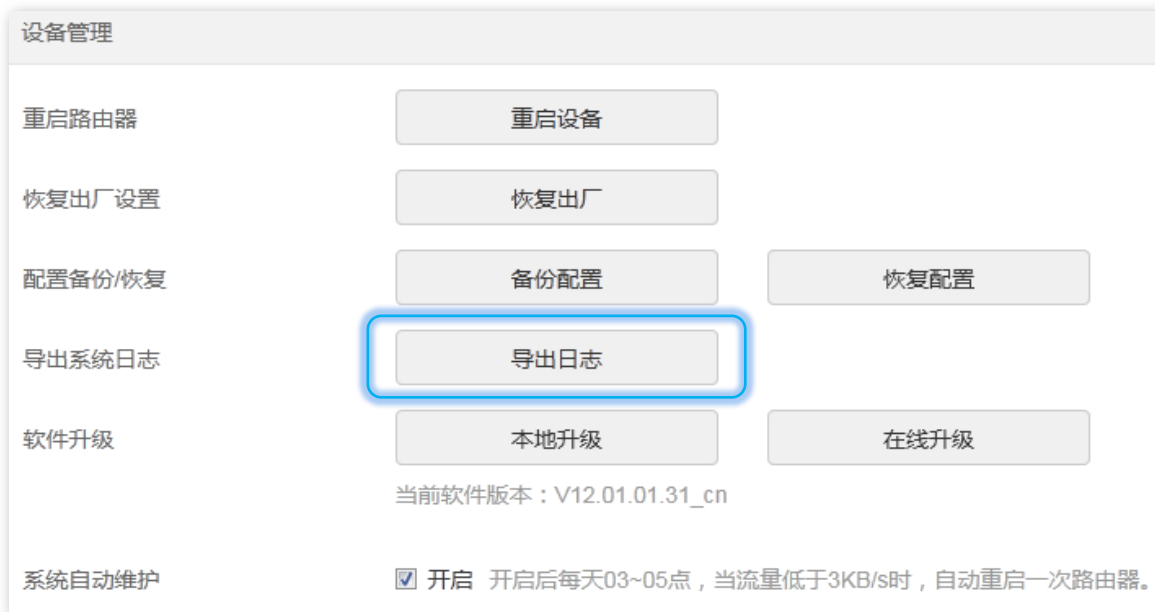 设备管理
重启路由器 重启设备
恢复出厂设置 恢复出厂
配置备份/恢复 备份配置 恢复配置
导出系统日志 导出日志
软件升级 本地升级 在线升级
当前软件版本：V12.01.01.31_cn
系统自动维护 开启 开启后每天03~05点，当流量低于3KB/s时，自动重启一次路由器。